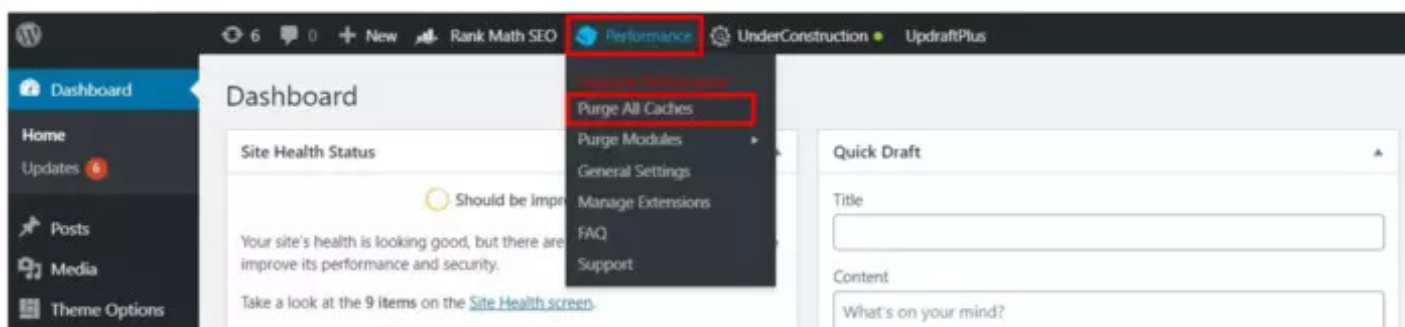 6 0 New Rank Math SEO Performance UnderConstruction UpdraftPlus
Dashboard
Home
Updates 6
Posts
Media
Theme Options
Dashboard
Site Health Status
Should be impr
Your site's health is looking good, but there are
improve its performance and security.
Take a look at the 9 items on the Site Health screen.
Purge All Caches
Purge Modules
General Settings
Manage Extensions
FAQ
Support
Quick Draft
Title
Content
What's on your mind?